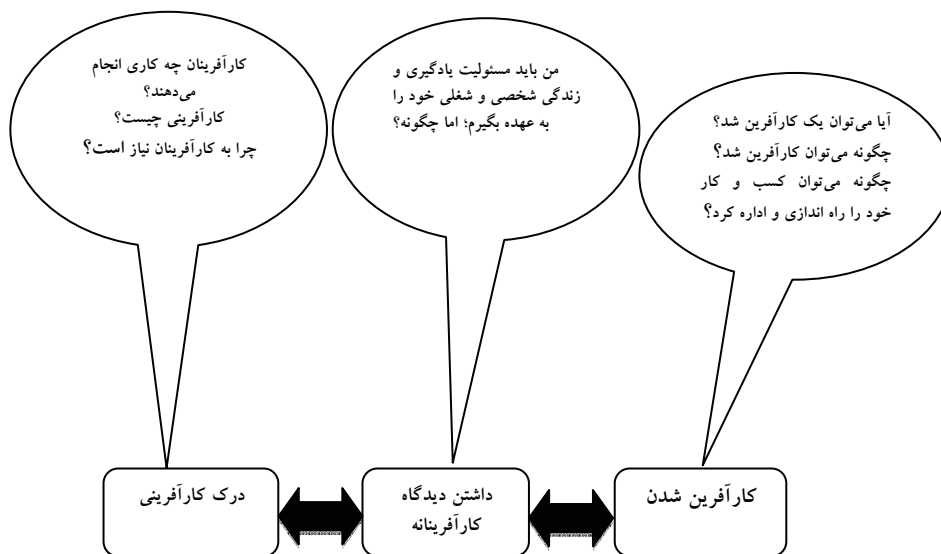 آیا می‌توان یک کارآفرین شد؟
چگونه می‌توان کارآفرین شد؟
چگونه می‌توان کسب و کار
خود را راه اندازی و اداره کرد؟
من باید مسئولیت یادگیری و
زندگی شخصی و شغلی خود را
به عهده بگیرم؛ اما چگونه؟
کارآفرینان چه کاری انجام
می‌دهند؟
کارآفرینی چیست؟
چرا به کارآفرینان نیاز است؟
کارآفرین شدن
داشتن دیدگاه
کارآفرینانه
درک کارآفرینی